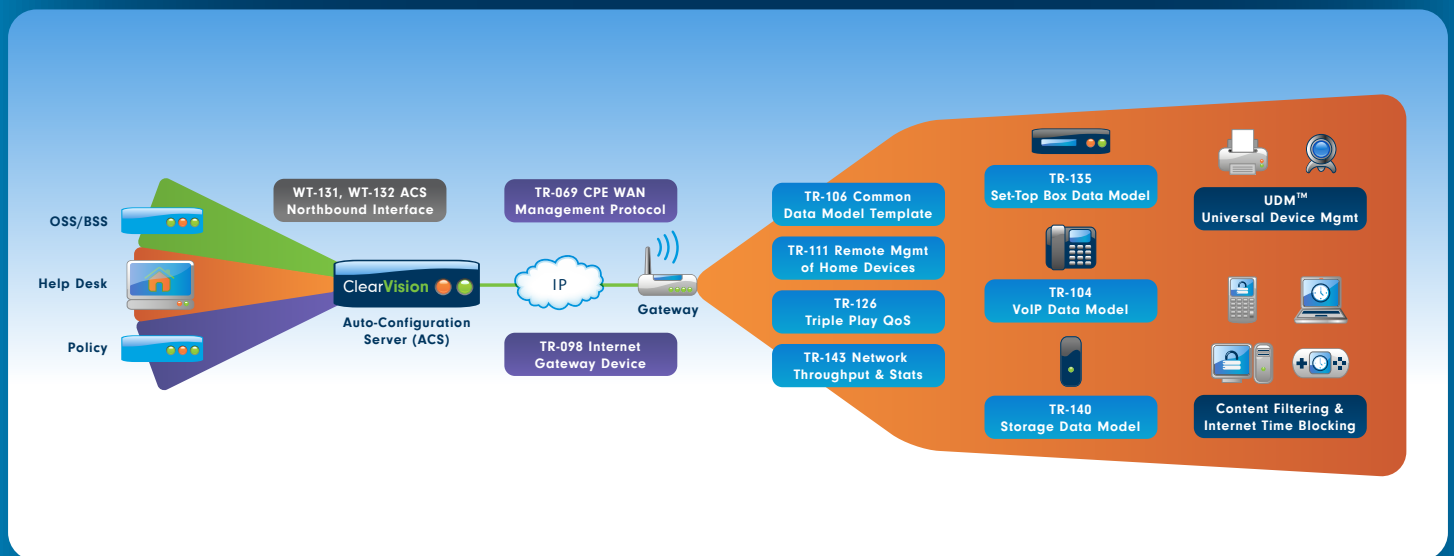 OSS/BSS
Help Desk
Policy
WT-131, WT-132 ACS
Northbound Interface
ClearVision
Auto-Configuration
Server (ACS)
TR-069 CPE WAN
Management Protocol
IP
TR-098 Internet
Gateway Device
Gateway
TR-106 Common
Data Model Template
TR-111 Remote Mgmt
of Home Devices
TR-126
Triple Play QoS
TR-143 Network
Throughput & Stats
TR-135
Set-Top Box Data Model
TR-104
VoIP Data Model
TR-140
Storage Data Model
UDM™
Universal Device Mgmt
Content Filtering &
Internet Time Blocking